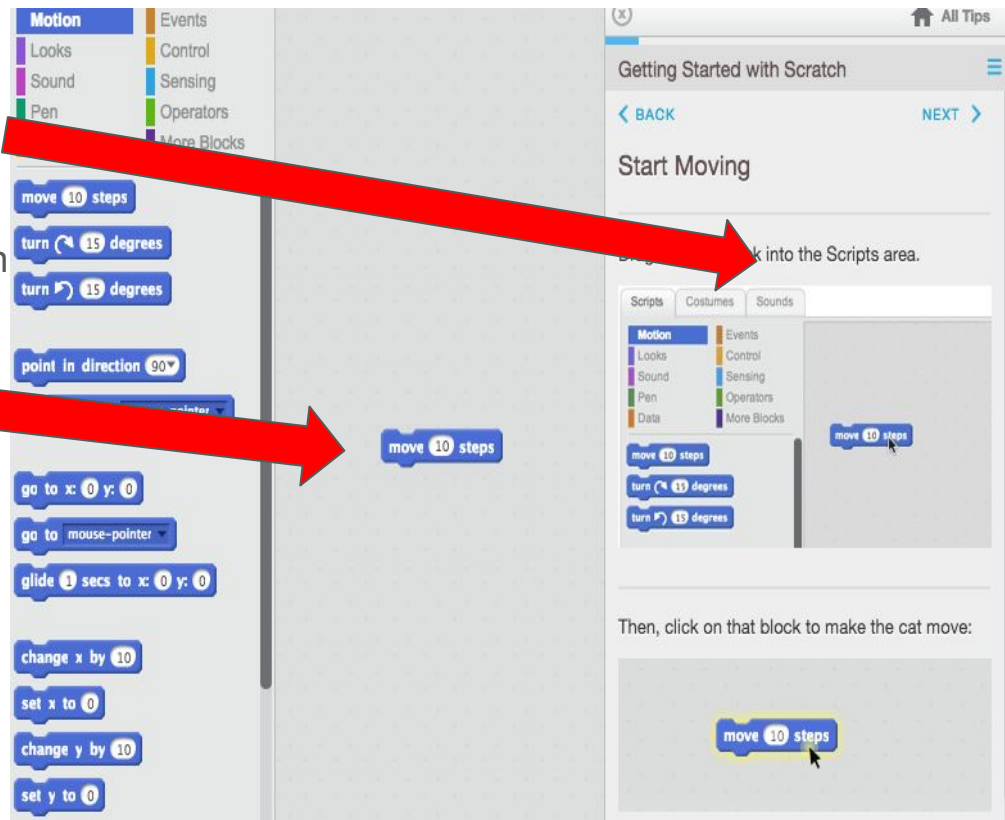 Motion
Events
Looks
Control
Sound
Sensing
Pen
Operators
More Blocks
move 10 steps
turn 15 degrees
turn 15 degrees
point in direction 90
pointer
go to x: 0 y: 0
go to mouse-pointer
glide 1 secs to x: 0 y: 0
change x by 10
set x to 0
change y by 10
set y to 0
n
move 10 steps
x
All Tips
Getting Started with Scratch
BACK
NEXT
Start Moving
into the Scripts area.
Scripts Costumes Sounds
Motion
Events
Looks
Control
Sound
Sensing
Pen
Operators
Data
More Blocks
move 10 steps
turn 15 degrees
turn 15 degrees
move 10 steps
Then, click on that block to make the cat move:
move 10 steps